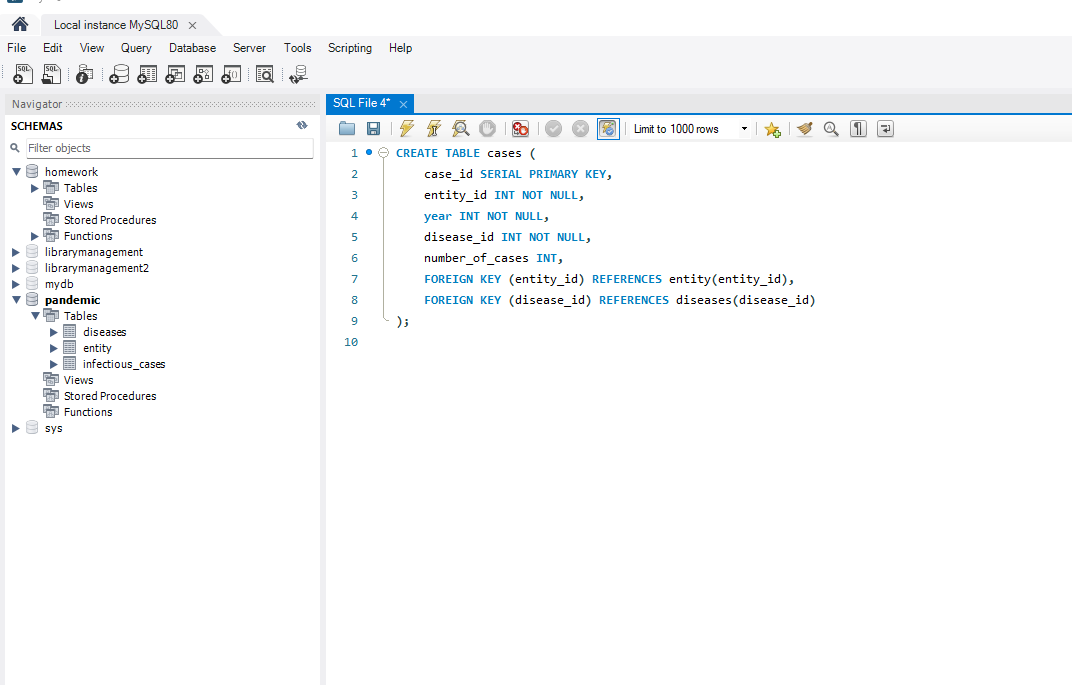 Local instance MySQL80
File Edit View Query Database Server Tools Scripting Help
Navigator
SCHEMAS
Filter objects
homework
Tables
Views
Stored Procedures
Functions
librarymanagement
librarymanagement2
mydb
pandemic
Tables
diseases
entity
infectious_cases
Views
Stored Procedures
Functions
sys
SQL File 4*
Limit to 1000 rows
1 CREATE TABLE cases (
2 case_id SERIAL PRIMARY KEY,
3 entity_id INT NOT NULL,
4 year INT NOT NULL,
5 disease_id INT NOT NULL,
6 number_of_cases INT,
7 FOREIGN KEY (entity_id) REFERENCES entity(entity_id),
8 FOREIGN KEY (disease_id) REFERENCES diseases(disease_id)
9 );
10